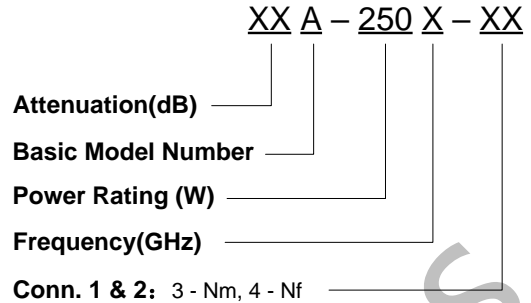 XX A – 250 X – XX
Attenuation(dB)
Basic Model Number
Power Rating (W)
Frequency(GHz)
Conn. 1 & 2： 3 - Nm, 4 - Nf